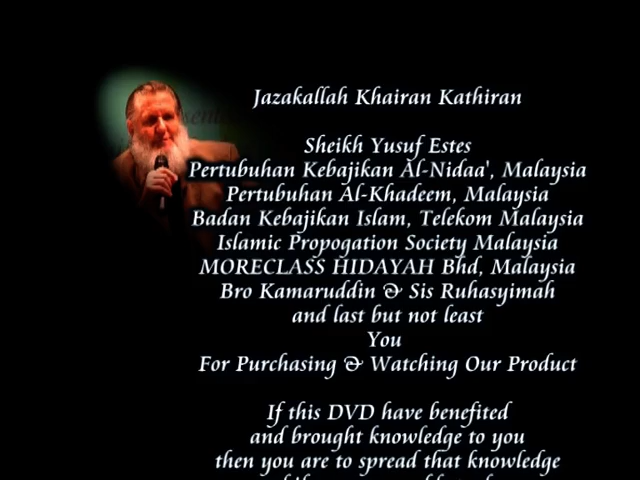 Jazakallah Khairan Kathiran
Sheikh Yusuf Estes
Pertubuhan Kebajikan Al-Nidaa', Malaysia
Pertubuhan Al-Khadeem, Malaysia
Badan Kebajikan Islam, Telekom Malaysia
Islamic Propogation Society Malaysia
MORECLASS HIDAYAH Bhd, Malaysia
Bro Kamaruddin & Sis Ruhasyimah
and last but not least
You
For Purchasing & Watching Our Product
If this DVD have benefited
and brought knowledge to you
then you are to spread that knowledge